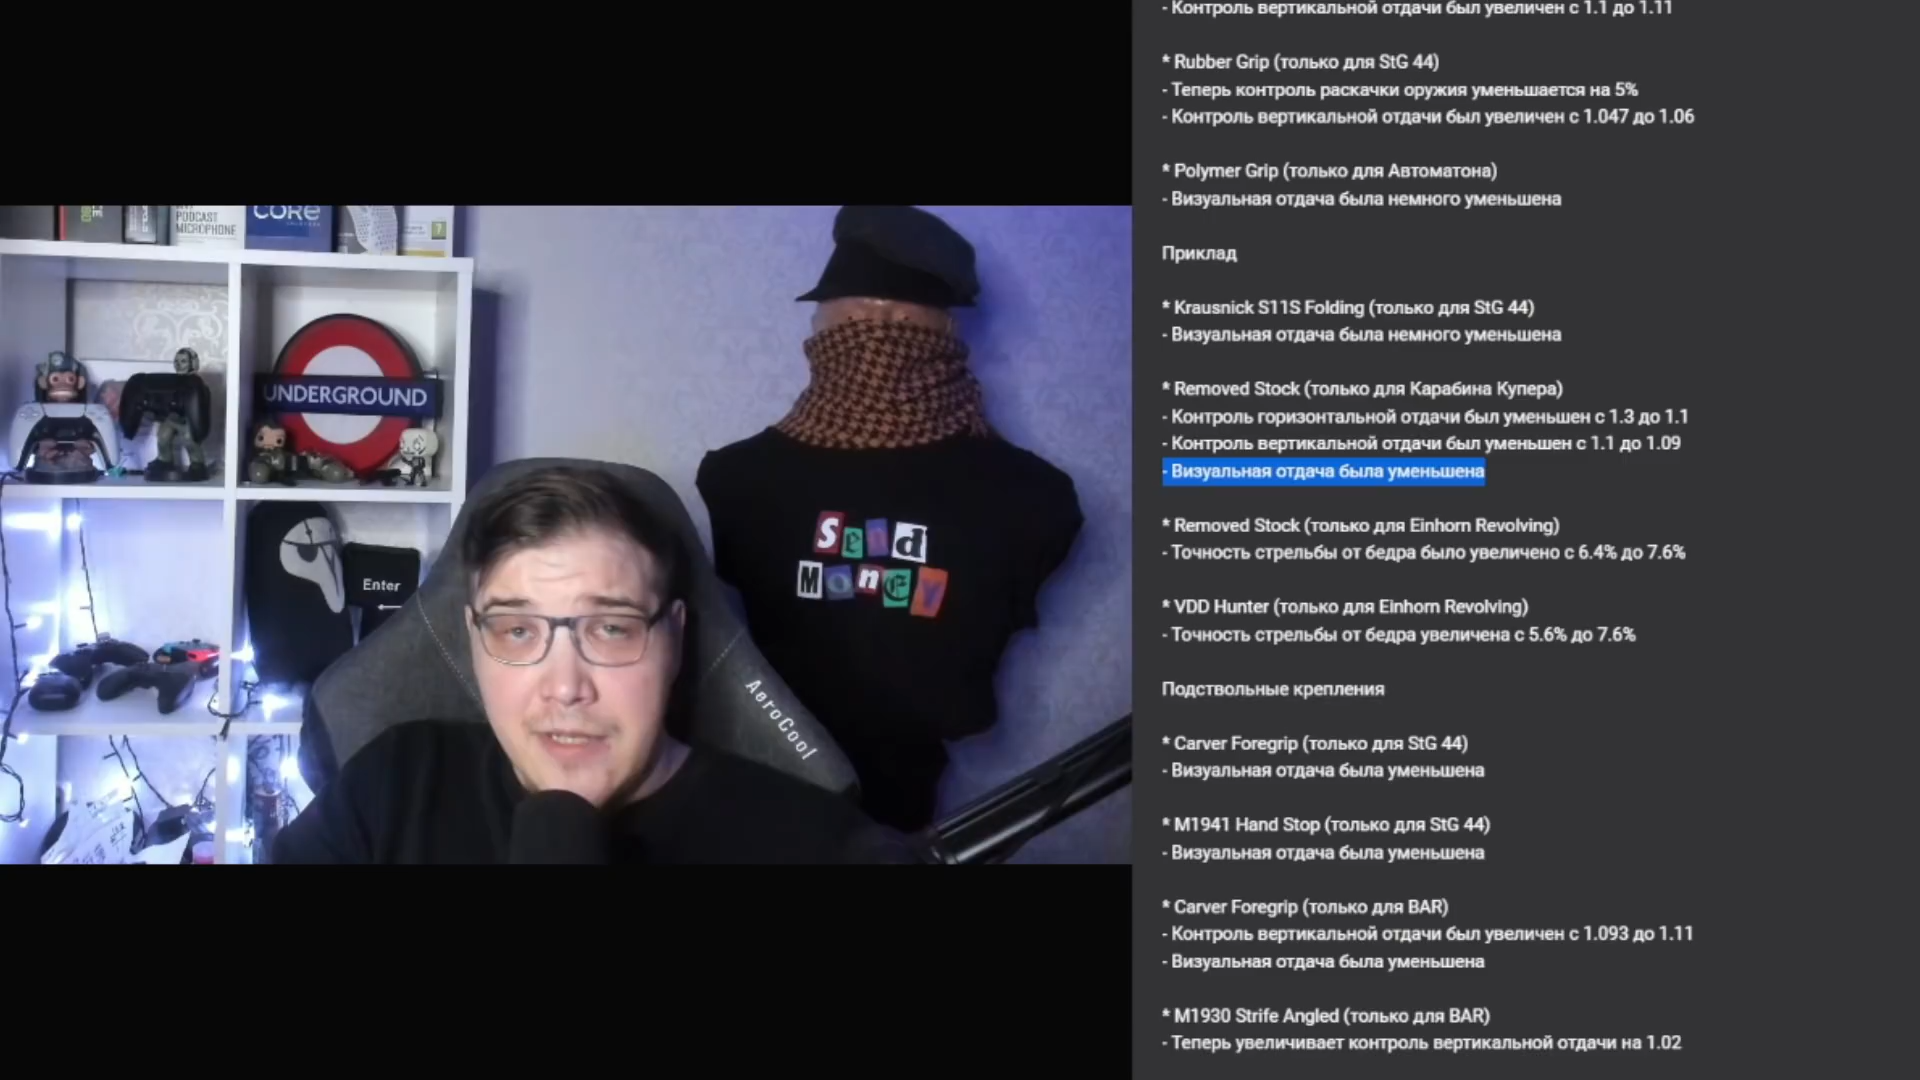 PODCAST
MICROPHONE
CORE
7
UNDERGROUND
Enter
Send
Money
AeroCool
- Контроль вертикальной отдачи был увеличен с 1.1 до 1.11
* Rubber Grip (только для StG 44)
- Теперь контроль раскачки оружия уменьшается на 5%
- Контроль вертикальной отдачи был увеличен с 1.047 до 1.06
* Polymer Grip (только для Автоматона)
- Визуальная отдача была немного уменьшена
Приклад
* Krausnick S11S Folding (только для StG 44)
- Визуальная отдача была немного уменьшена
* Removed Stock (только для Карабина Купера)
- Контроль горизонтальной отдачи был уменьшен с 1.3 до 1.1
- Контроль вертикальной отдачи был уменьшен с 1.1 до 1.09
- Визуальная отдача была уменьшена
* Removed Stock (только для Einhorn Revolving)
- Точность стрельбы от бедра было увеличено с 6.4% до 7.6%
* VDD Hunter (только для Einhorn Revolving)
- Точность стрельбы от бедра увеличена с 5.6% до 7.6%
Подствольные крепления
* Carver Foregrip (только для StG 44)
- Визуальная отдача была уменьшена
* M1941 Hand Stop (только для StG 44)
- Визуальная отдача была уменьшена
* Carver Foregrip (только для BAR)
- Контроль вертикальной отдачи был увеличен с 1.093 до 1.11
- Визуальная отдача была уменьшена
* M1930 Strife Angled (только для BAR)
- Теперь увеличивает контроль вертикальной отдачи на 1.02